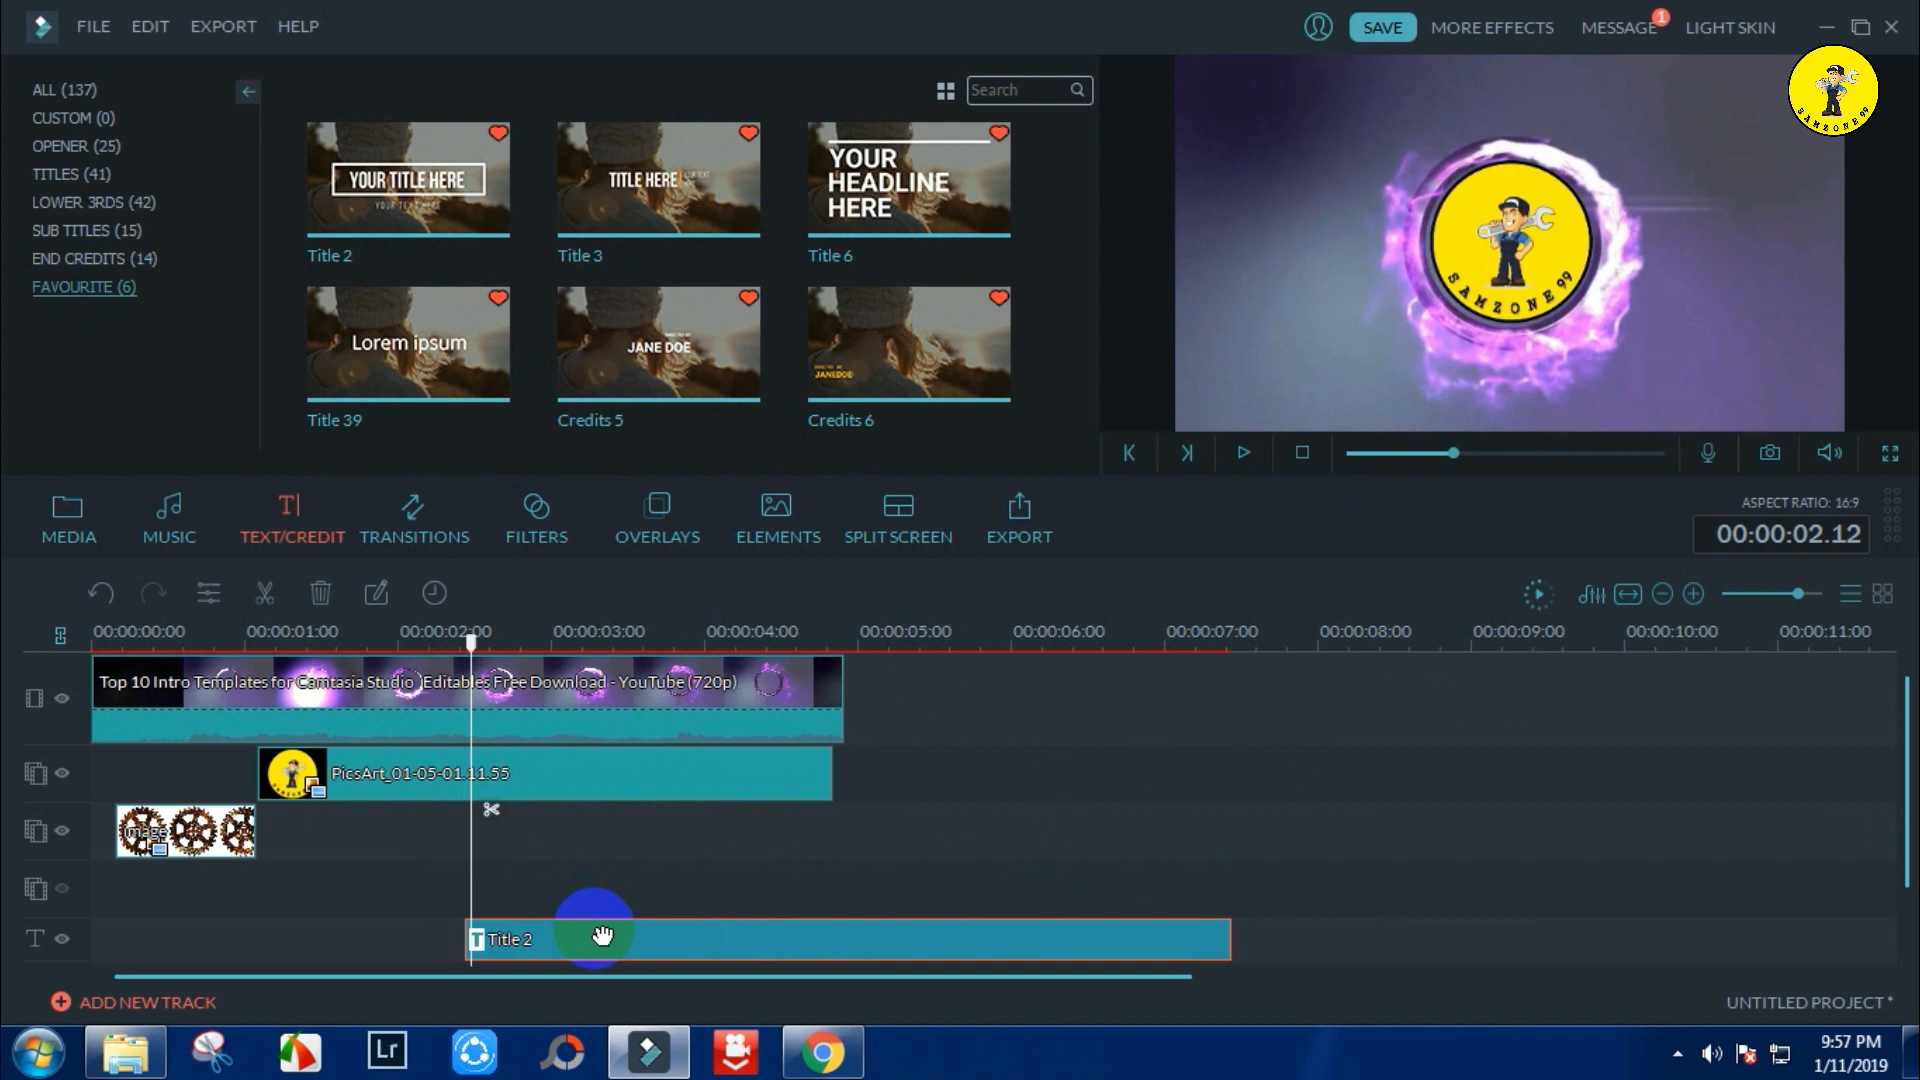 FILE EDIT EXPORT HELP
SAVE MORE EFFECTS MESSAGE 1 LIGHT SKIN
SAMZONE99
ALL (137)
CUSTOM (0)
OPENER (25)
TITLES (41)
LOWER 3RDS (42)
SUB TITLES (15)
END CREDITS (14)
FAVOURITE (6)
Search
YOUR TITLE HERE
YOUR TEXT HERE
Title 2
TITLE HERE
Title 3
YOUR
HEADLINE
HERE
Title 6
Lorem ipsum
Title 39
JANE DOE
Credits 5
JANEDOE
Credits 6
SAMZONE99
MEDIA MUSIC TEXT/CREDIT TRANSITIONS FILTERS OVERLAYS ELEMENTS SPLIT SCREEN EXPORT
ASPECT RATIO: 16:9
00:00:02.12
00:00:00:00 00:00:01:00 00:00:02:00 00:00:03:00 00:00:04:00 00:00:05:00 00:00:06:00 00:00:07:00 00:00:08:00 00:00:09:00 00:00:10:00 00:00:11:00
Top 10 Intro Templates for Camtasia Studio Editables Free Download - YouTube (720p)
PicsArt_01-05-01.11.55
image
T Title 2
ADD NEW TRACK
UNTITLED PROJECT *
Lr
9:57 PM
1/11/2019